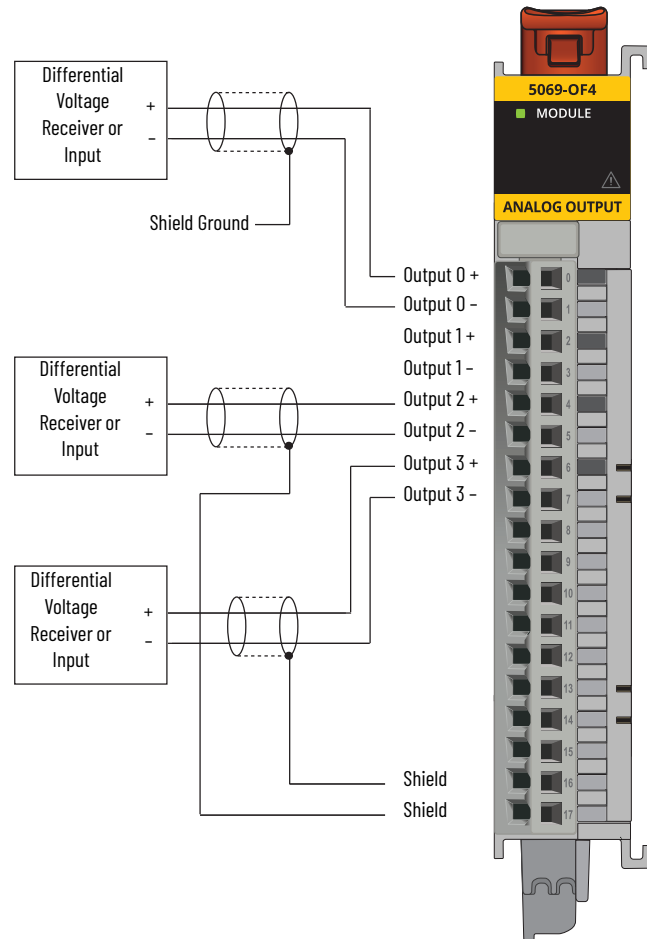 5069-OF4
MODULE
ANALOG OUTPUT
Differential
Voltage
Receiver or
Input
+
–
Shield Ground
Output 0 +
Output 0 –
Output 1 +
Output 1 –
Output 2 +
Output 2 –
Output 3 +
Output 3 –
Differential
Voltage
Receiver or
Input
+
–
Differential
Voltage
Receiver or
Input
+
–
Shield
Shield
0
1
2
3
4
5
6
7
8
9
10
11
12
13
14
15
16
17